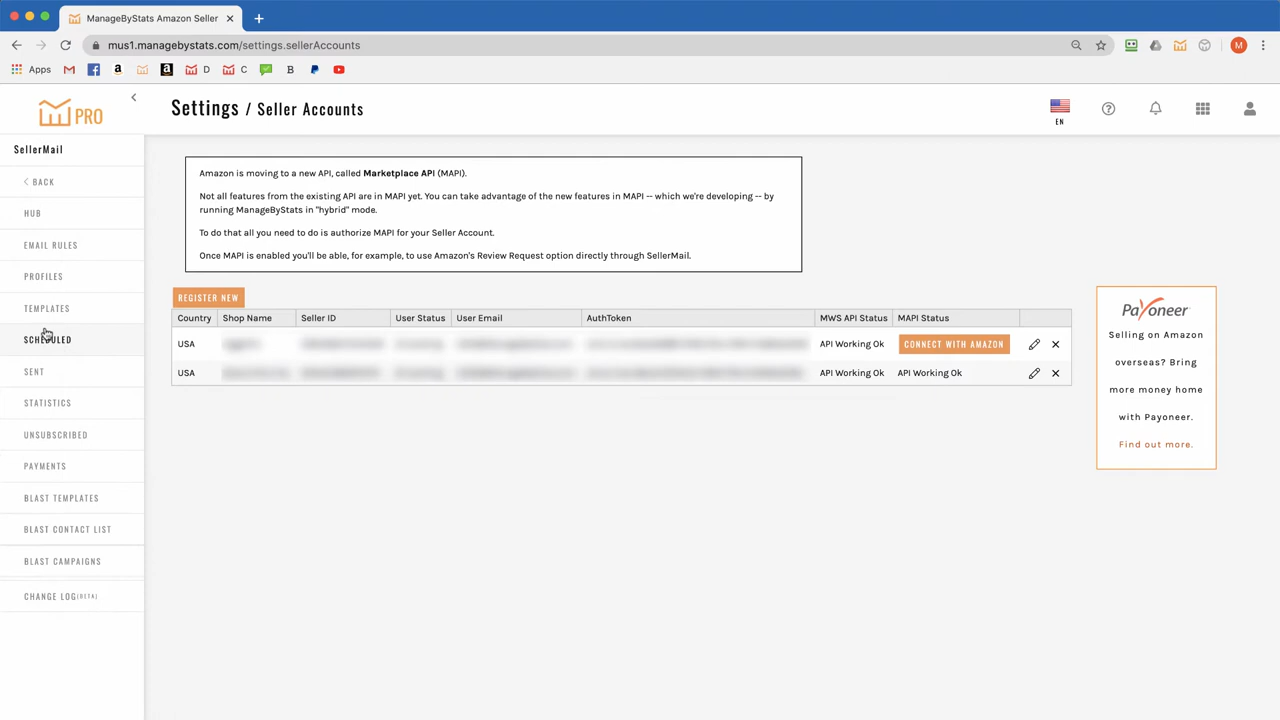 ManageByStats Amazon Seller
mus1.managebystats.com/settings.sellerAccounts
Apps
D
C
B
M
PRO
Settings / Seller Accounts
EN
SellerMail
BACK
HUB
EMAIL RULES
PROFILES
TEMPLATES
SCHEDULED
SENT
STATISTICS
UNSUBSCRIBED
PAYMENTS
BLAST TEMPLATES
BLAST CONTACT LIST
BLAST CAMPAIGNS
CHANGE LOG(BETA)
Amazon is moving to a new API, called Marketplace API (MAPI).
Not all features from the existing API are in MAPI yet. You can take advantage of the new features in MAPI -- which we're developing -- by
running ManageByStats in "hybrid" mode.
To do that all you need to do is authorize MAPI for your Seller Account.
Once MAPI is enabled you'll be able, for example, to use Amazon's Review Request option directly through SellerMail.
REGISTER NEW
Country Shop Name Seller ID User Status User Email AuthToken MWS API Status MAPI Status
USA API Working Ok CONNECT WITH AMAZON
USA API Working Ok API Working Ok
Payoneer
Selling on Amazon
overseas? Bring
more money home
with Payoneer.
Find out more.